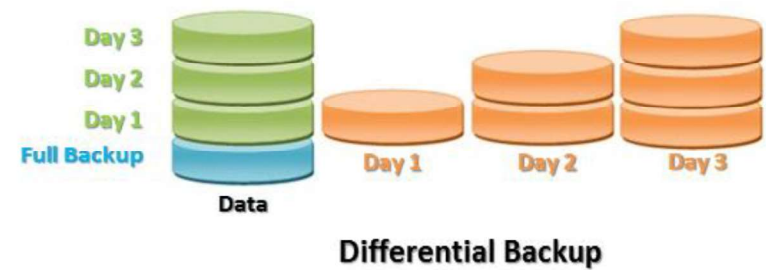 Day 3
Day 2
Day 1
Full Backup
Data
Day 1
Day 2
Day 3
Differential Backup